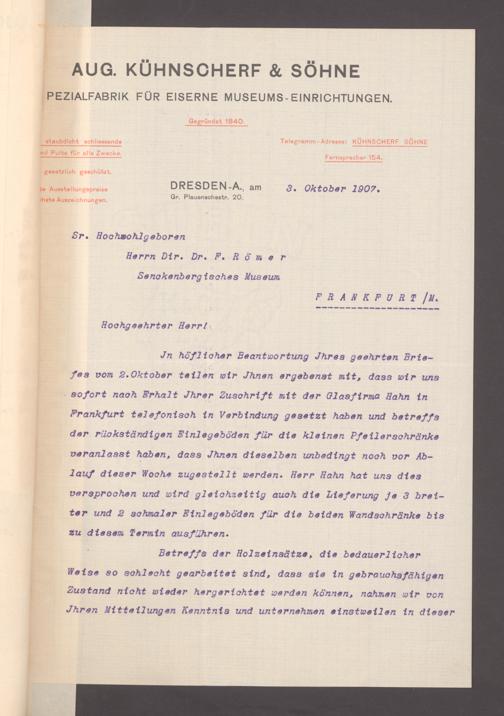 AUG. KÜHNSCHERF & SÖHNE
PEZIALFABRIK FÜR EISERNE MUSEUMS-EINRICHTUNGEN.
Gegründet 1840.
staubdicht schliessende
Pulte für alle Zwecke.
gesetzlich geschützt.
Ausstellungspreise
Auszeichnungen.
Telegramm-Adresse: KÜHNSCHERF SÖHNE
Fernsprecher 154.
DRESDEN-A., am 3. Oktober 1907.
Gr. Plauenschestr. 20.
Sr. Hochwohlgeboren
Herrn Dir. Dr. F. R ö m e r
Senckenbergisches Museum
F R A N K F U R T /M.
Hochgeehrter Herr!
Jn höflicher Beantwortung Jhres geehrten Brie-
fes vom 2.Oktober teilen wir Jhnen ergebenst mit, dass wir uns
sofort nach Erhalt Jhrer Zuschrift mit der Glasfirma Hahn in
Frankfurt telefonisch in Verbindung gesetzt haben und betreffs
der rückständigen Einlegeböden für die kleinen Pfeilerschränke
veranlasst haben, dass Jhnen dieselben unbedingt noch vor Ab-
lauf dieser Woche zugestellt werden. Herr Hahn hat uns dies
versprochen und wird gleichzeitig auch die Lieferung je 3 brei-
ter und 2 schmaler Einlegeböden für die beiden Wandschränke bis
zu diesem Termin ausführen.
Betreffs der Holzeinsätze, die bedauerlicher
Weise so schlecht gearbeitet sind, dass sie in gebrauchsfähigen
Zustand nicht wieder hergerichtet werden können, nahmen wir von
Jhren Mitteilungen Kenntnis und unternehmen einstweilen in dieser